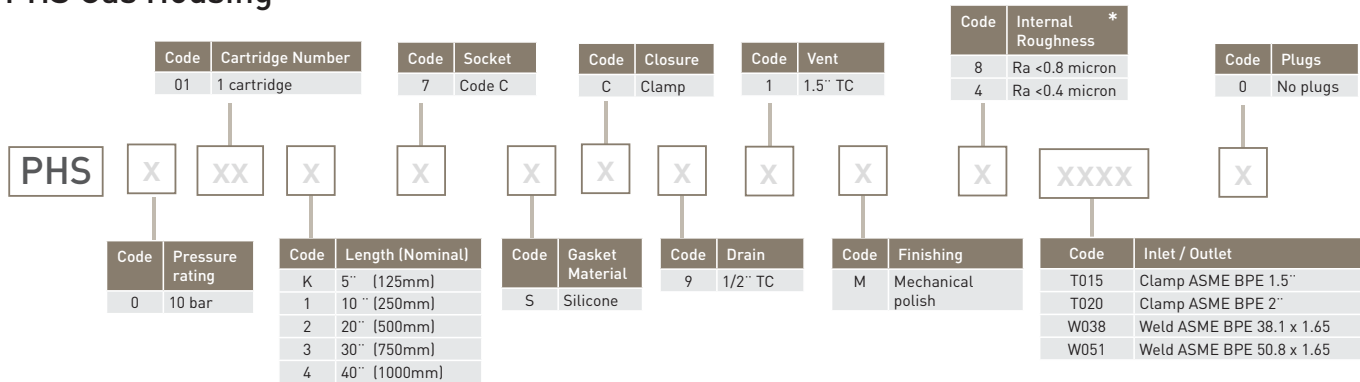 PHS Gas Housing
Code Cartridge Number
01 1 cartridge
Code Socket
7 Code C
Code Closure
C Clamp
Code Vent
1 1.5¨ TC
Code Internal Roughness *
8 Ra <0.8 micron
4 Ra <0.4 micron
Code Plugs
0 No plugs
PHS X XX X X X X X X X X XXXX X
Code Pressure rating
0 10 bar
Code Length (Nominal)
K 5¨ (125mm)
1 10 ¨ (250mm)
2 20¨ (500mm)
3 30¨ (750mm)
4 40¨ (1000mm)
Code Gasket Material
S Silicone
Code Drain
9 1/2¨ TC
Code Finishing
M Mechanical polish
Code Inlet / Outlet
T015 Clamp ASME BPE 1.5¨
T020 Clamp ASME BPE 2¨
W038 Weld ASME BPE 38.1 x 1.65
W051 Weld ASME BPE 50.8 x 1.65